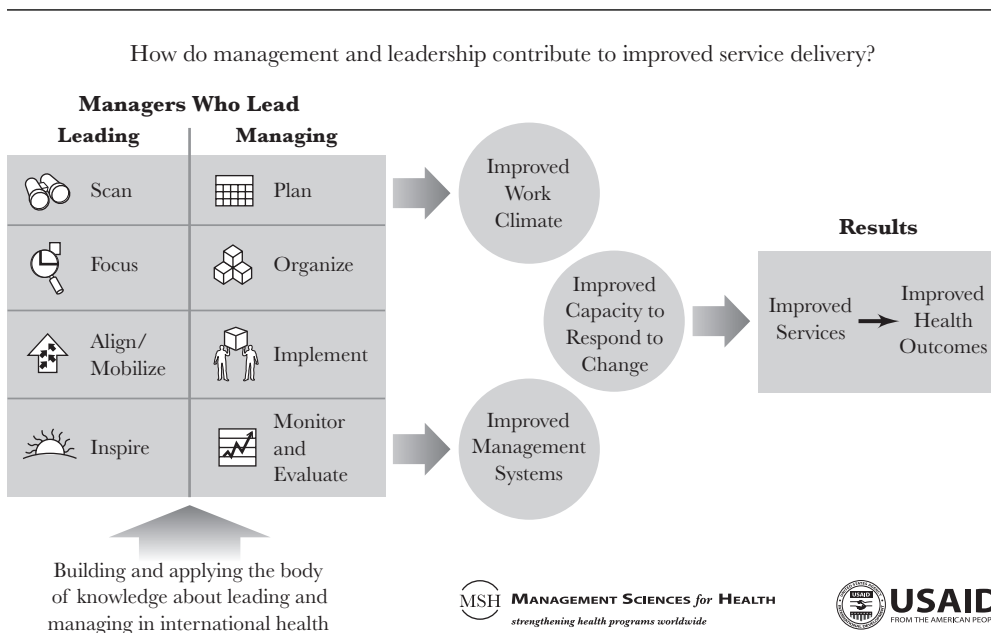 How do management and leadership contribute to improved service delivery?
Managers Who Lead
Leading
Managing
Scan
Plan
Focus
Organize
Align/
Mobilize
Implement
Inspire
Monitor
and
Evaluate
Building and applying the body
of knowledge about leading and
managing in international health
Improved
Work
Climate
Improved
Capacity to
Respond to
Change
Improved
Management
Systems
Results
Improved
Services
Improved
Health
Outcomes
MSH
MANAGEMENT SCIENCES for HEALTH
strengthening health programs worldwide
USAID
USAID
FROM THE AMERICAN PEOPL